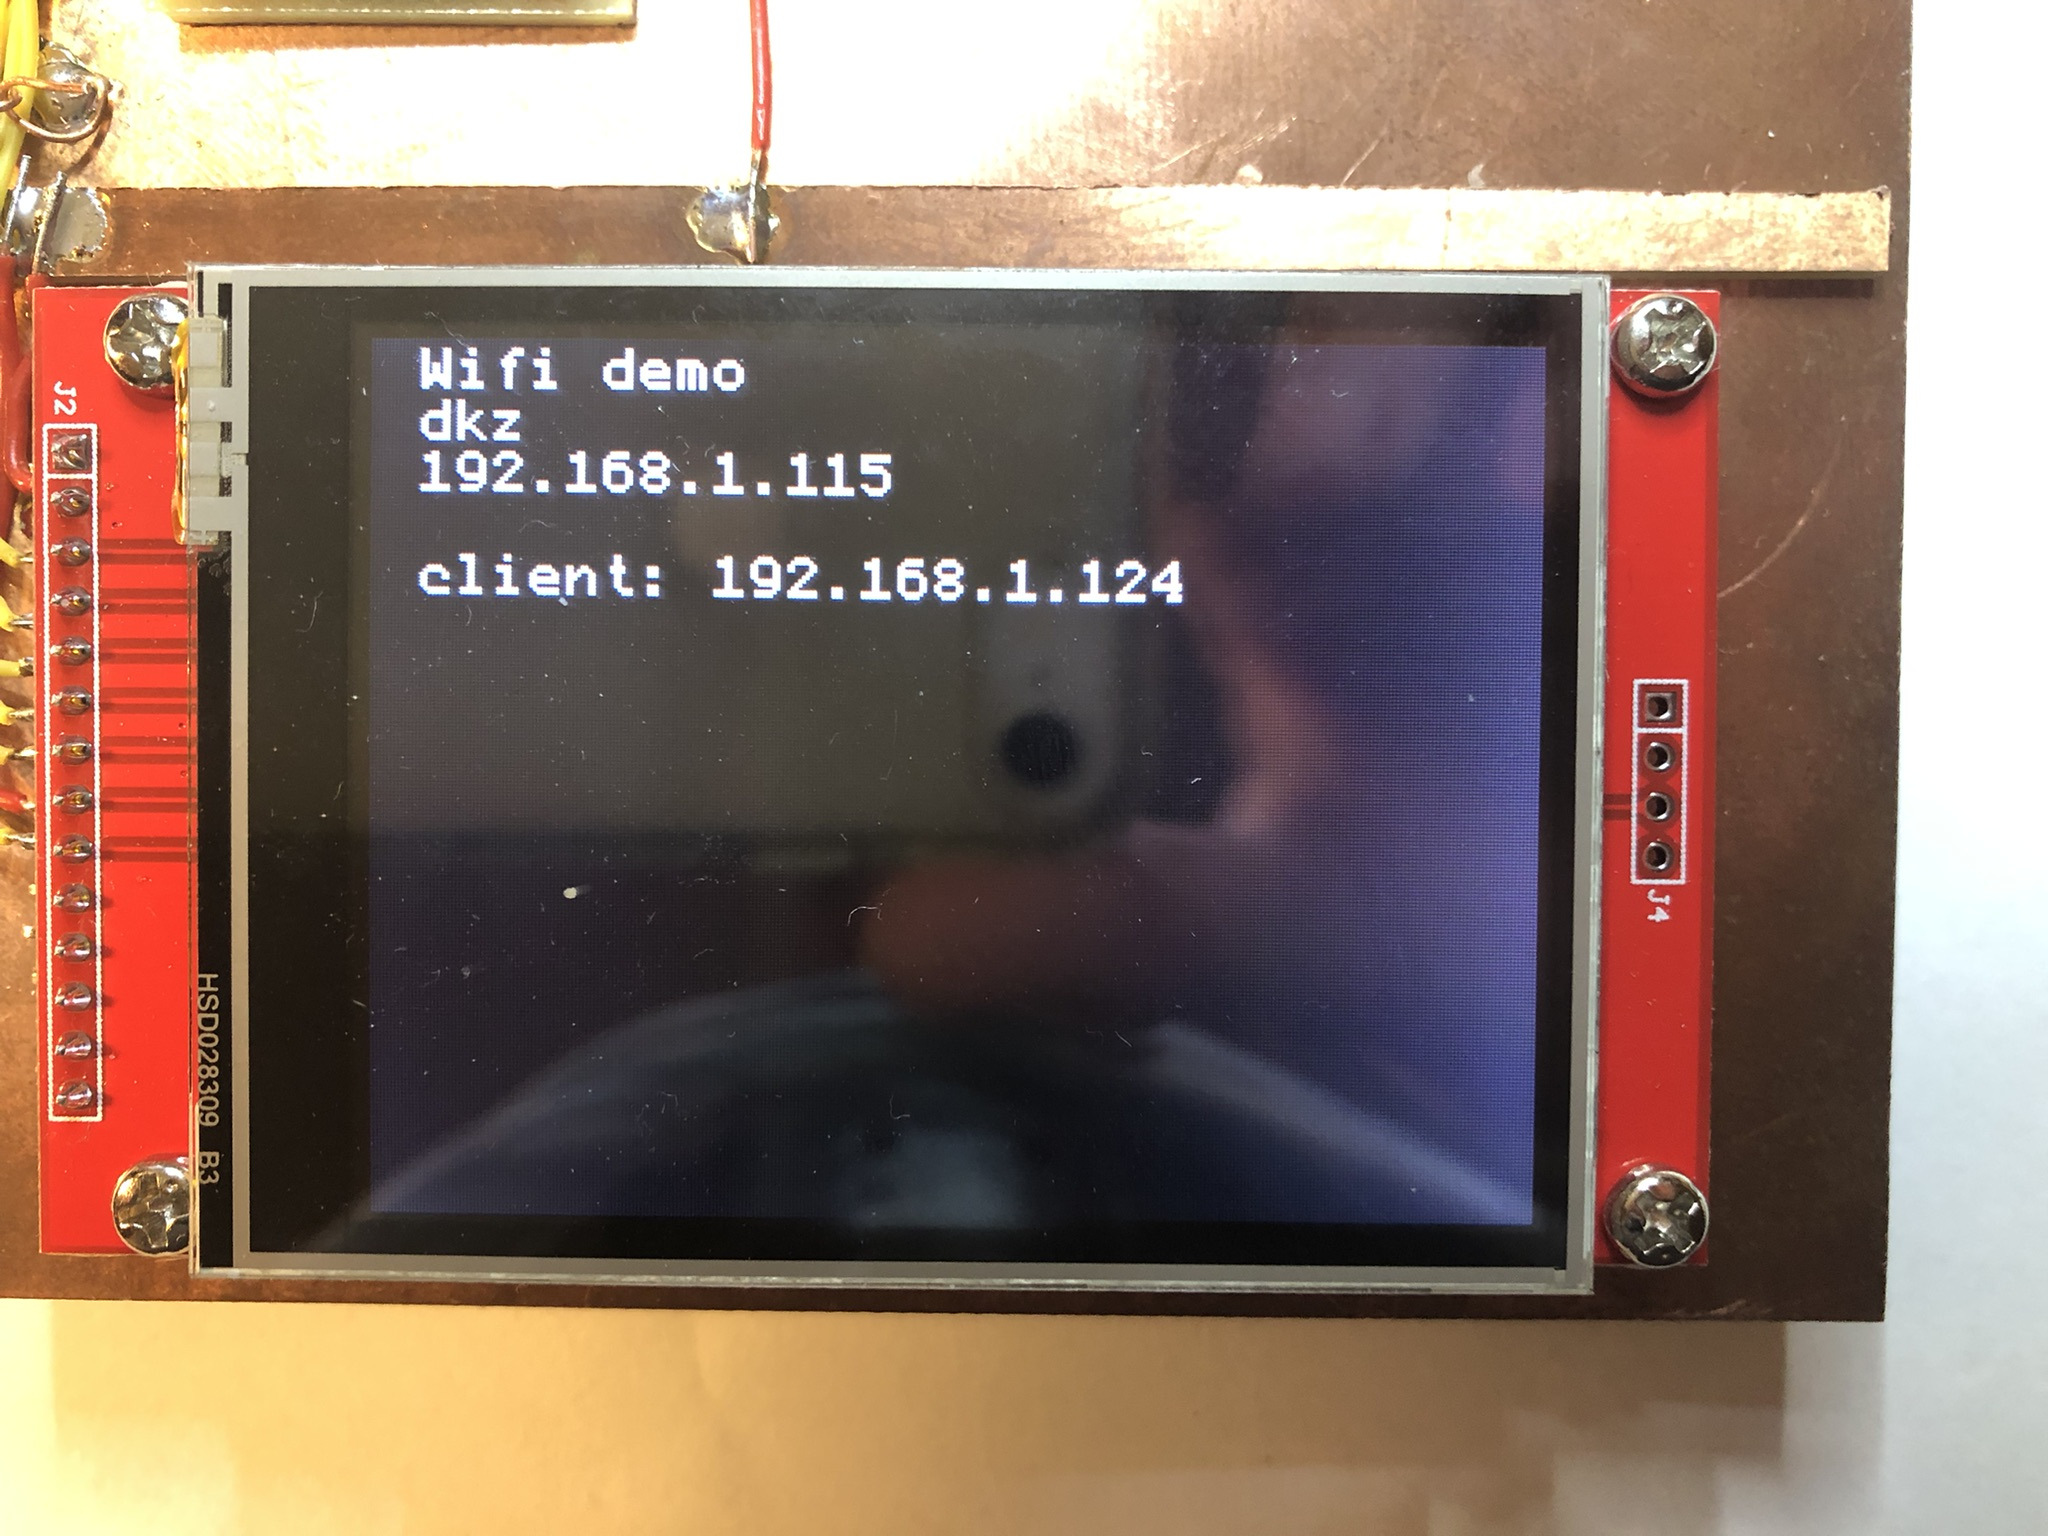 Wifi demo
dkz
192.168.1.115
client: 192.168.1.124
J2
J4
HSD028309 B3